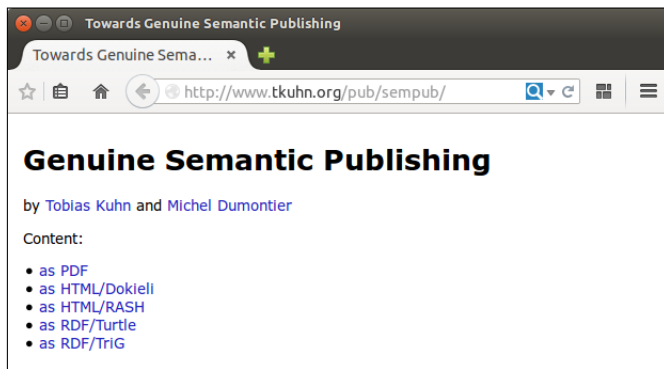 Towards Genuine Semantic Publishing
Towards Genuine Sema... ×
http://www.tkuhn.org/pub/sempub/
Genuine Semantic Publishing
by Tobias Kuhn and Michel Dumontier
Content:
• as PDF
• as HTML/Dokieli
• as HTML/RASH
• as RDF/Turtle
• as RDF/TriG